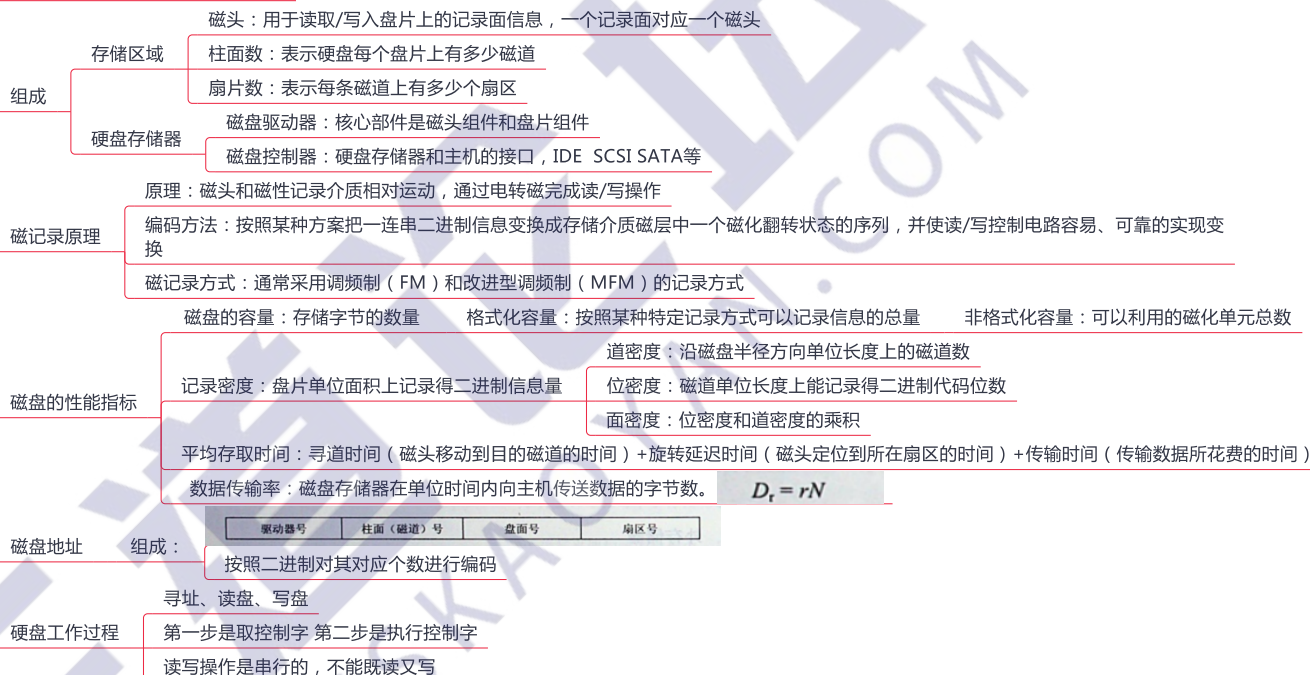 磁头：用于读取/写入盘片上的记录面信息，一个记录面对应一个磁头
存储区域
柱面数：表示硬盘每个盘片上有多少磁道
扇片数：表示每条磁道上有多少个扇区
组成
磁盘驱动器：核心部件是磁头组件和盘片组件
硬盘存储器
磁盘控制器：硬盘存储器和主机的接口，IDE SCSI SATA等
原理：磁头和磁性记录介质相对运动，通过电转磁完成读/写操作
编码方法：按照某种方案把一连串二进制信息变换成存储介质磁层中一个磁化翻转状态的序列，并使读/写控制电路容易、可靠的实现变
换
磁记录原理
磁记录方式：通常采用调频制（FM）和改进型调频制（MFM）的记录方式
磁盘的容量：存储字节的数量 格式化容量：按照某种特定记录方式可以记录信息的总量 非格式化容量：可以利用的磁化单元总数
道密度：沿磁盘半径方向单位长度上的磁道数
记录密度：盘片单位面积上记录得二进制信息量
位密度：磁道单位长度上能记录得二进制代码位数
磁盘的性能指标
面密度：位密度和道密度的乘积
平均存取时间：寻道时间（磁头移动到目的磁道的时间）+旋转延迟时间（磁头定位到所在扇区的时间）+传输时间（传输数据所花费的时间）
数据传输率：磁盘存储器在单位时间内向主机传送数据的字节数。 Dr = rN
驱动器号 柱面（磁道）号 盘面号 扇区号
磁盘地址 组成：
按照二进制对其对应个数进行编码
寻址、读盘、写盘
硬盘工作过程
第一步是取控制字 第二步是执行控制字
读写操作是串行的，不能既读又写
道论坛
SKAOYAN.COM